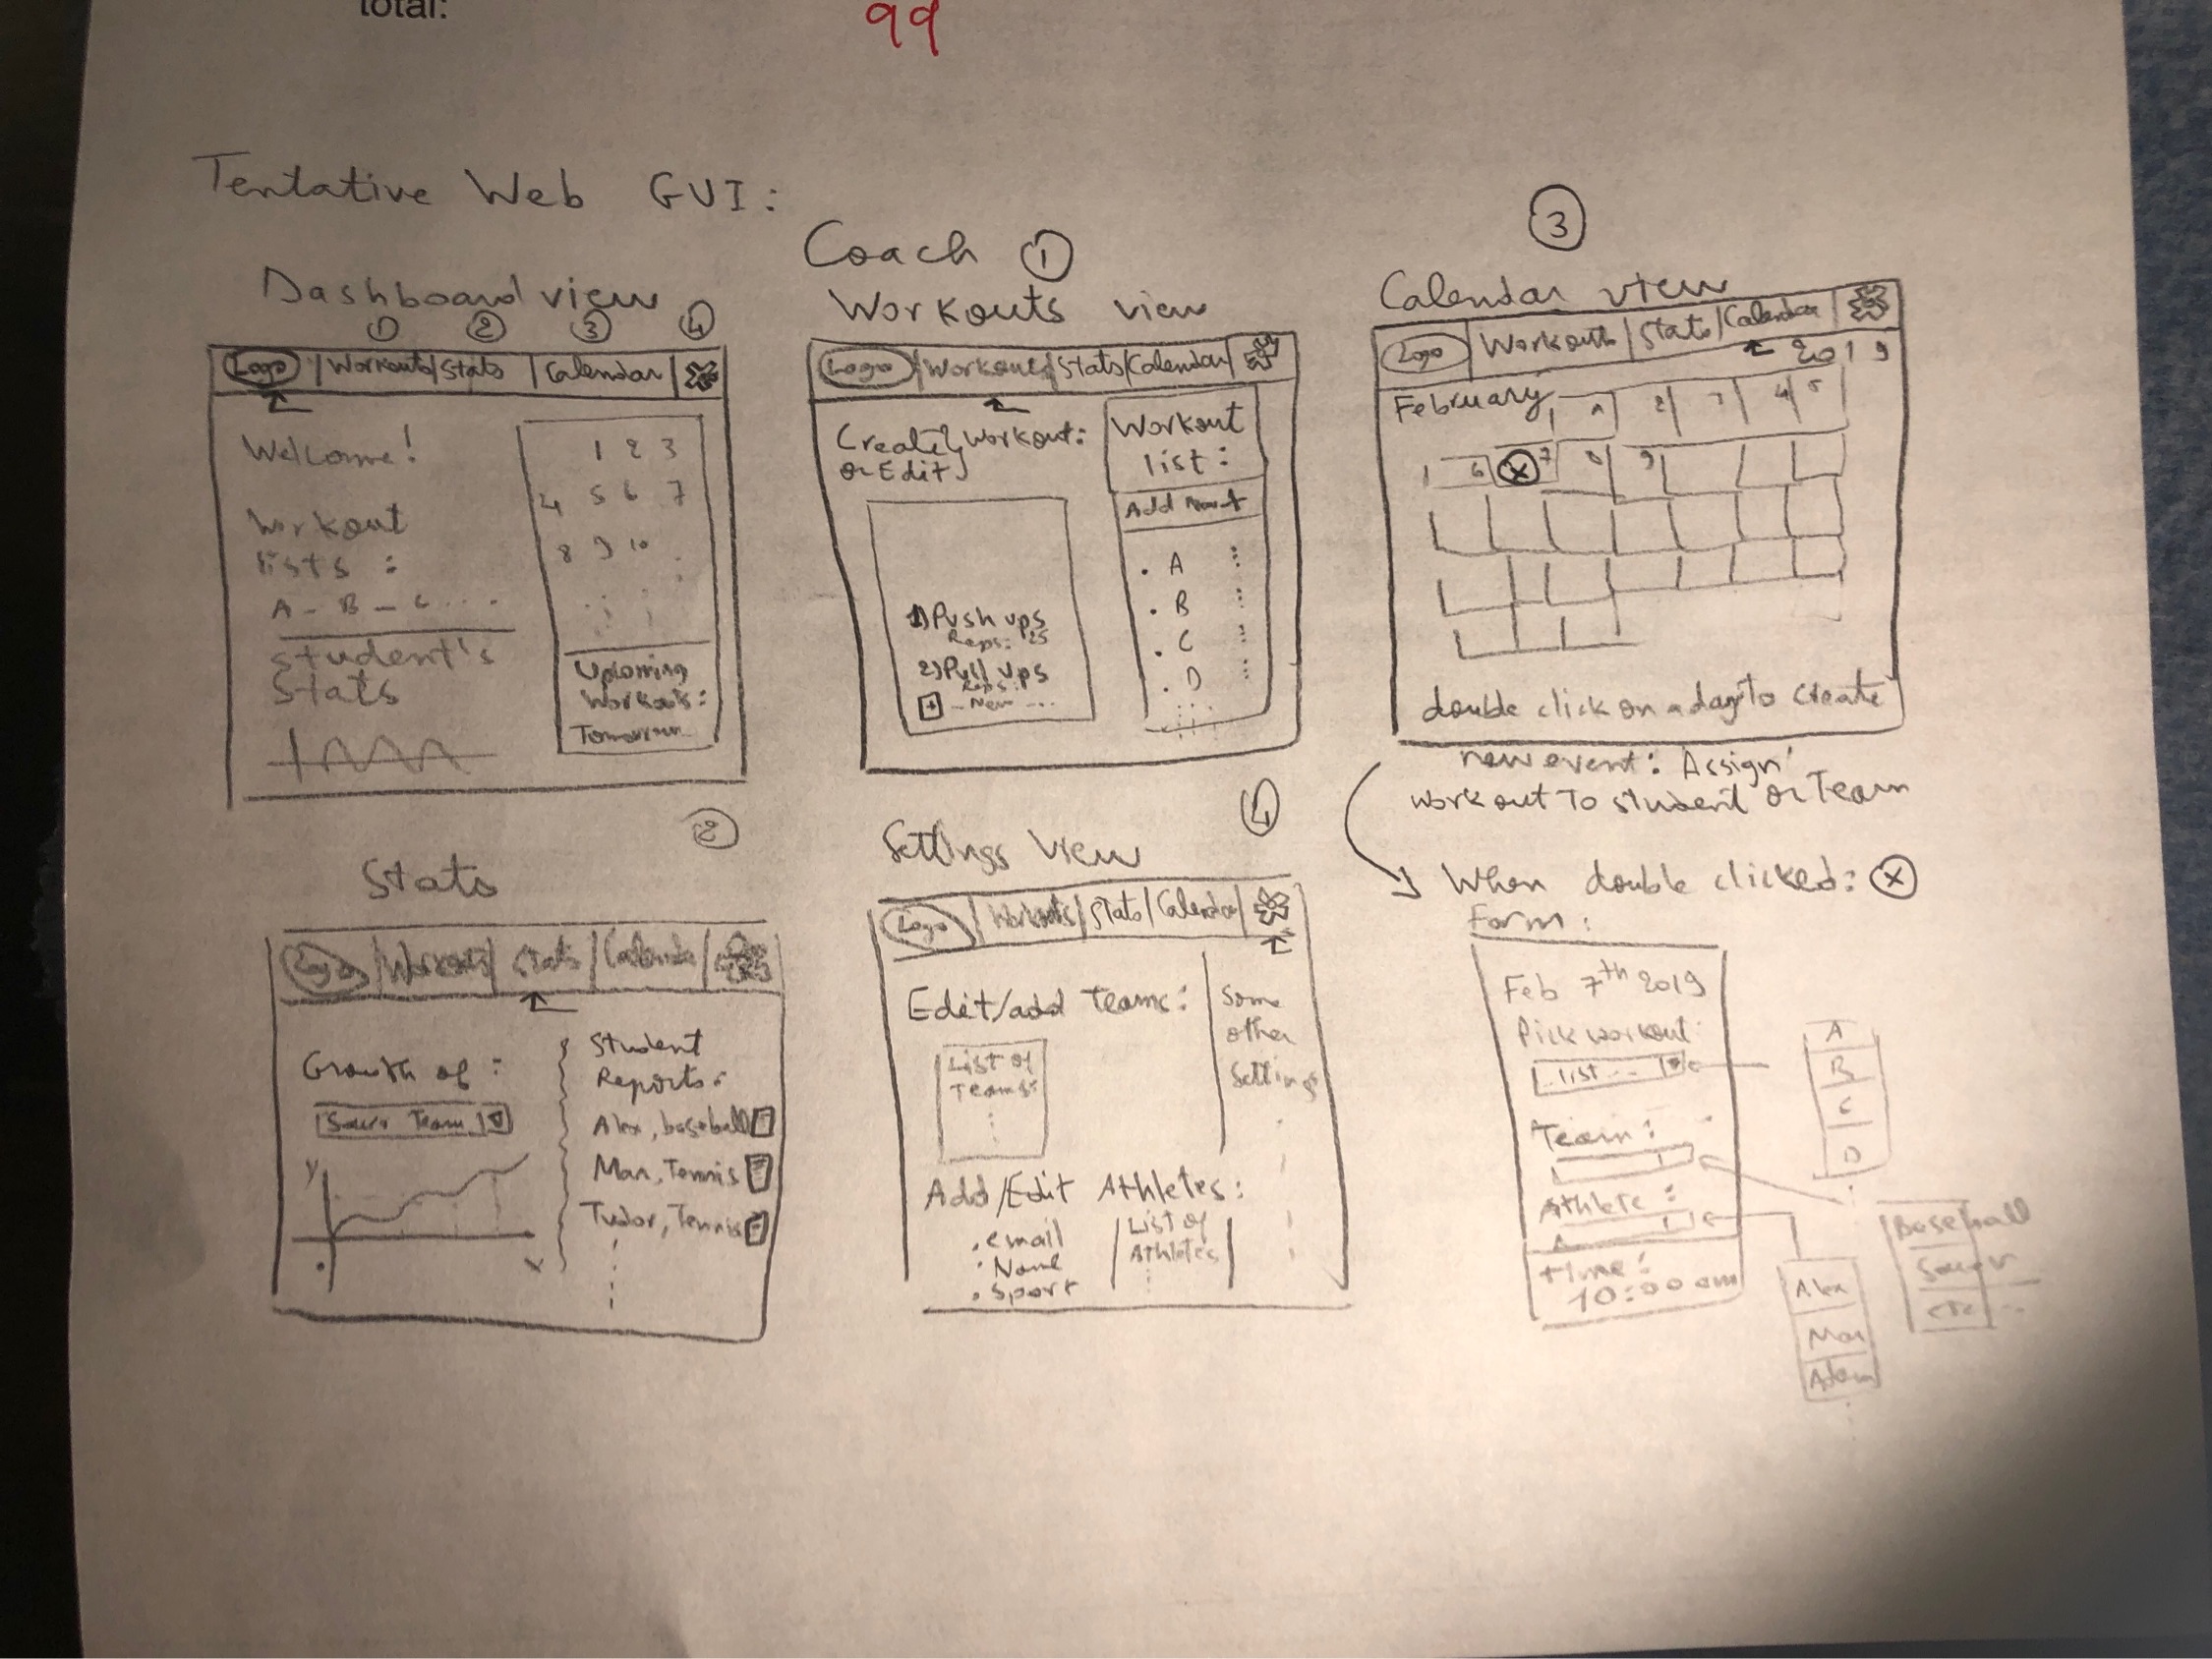 total:
99
Tentative Web GUI:
Coach ①
③
Dashboard view
① ② ③ ④
Logo Workouts Stats Calendar
Welcome!
Workout
lists :
A - B - C ....
Student's
Stats
1 2 3
4 5 6 7
8 9 10
Upcoming
Workouts:
Tomorrow
Workouts view
Logo Workouts Stats Calendar
Create workout:
or Edit
1) Push ups
Reps: 25
2) Pull ups
Reps:
+ - New ...
Workout
list :
Add New +
. A ...
. B ...
. C ...
. D ...
Calendar view
Logo Workouts Stats Calendar
2019
February
1 2 3 4 5
6 X 7 8 9
double click on a day to create
new event: Assign
workout to student or Team
When double clicked: X
form:
Feb 7th 2019
Pick workout
list ...
Team:
Athlete:
time:
10:00 am
A
B
C
D
Baseball
etc...
Alex
Max
Adam
②
Stats
Logo Workouts Stats Calendar
Growth of :
Team
y
x
Student
Reports:
Alex, baseball
Max, Tennis
Tudor, Tennis
④
Settings view
Logo Workouts Stats Calendar
Edit/add Teams:
List of
Teams:
Some
other
Settings
Add/Edit Athletes:
. email
. Name
. Sport
List of
Athletes